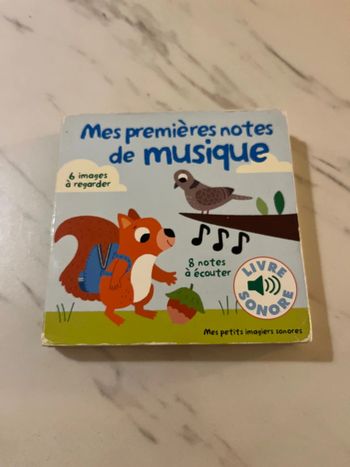 Mes premières notes
de musique
6 images
à regarder
8 notes
à écouter
LIVRE
SONORE
Mes petits imagiers sonores